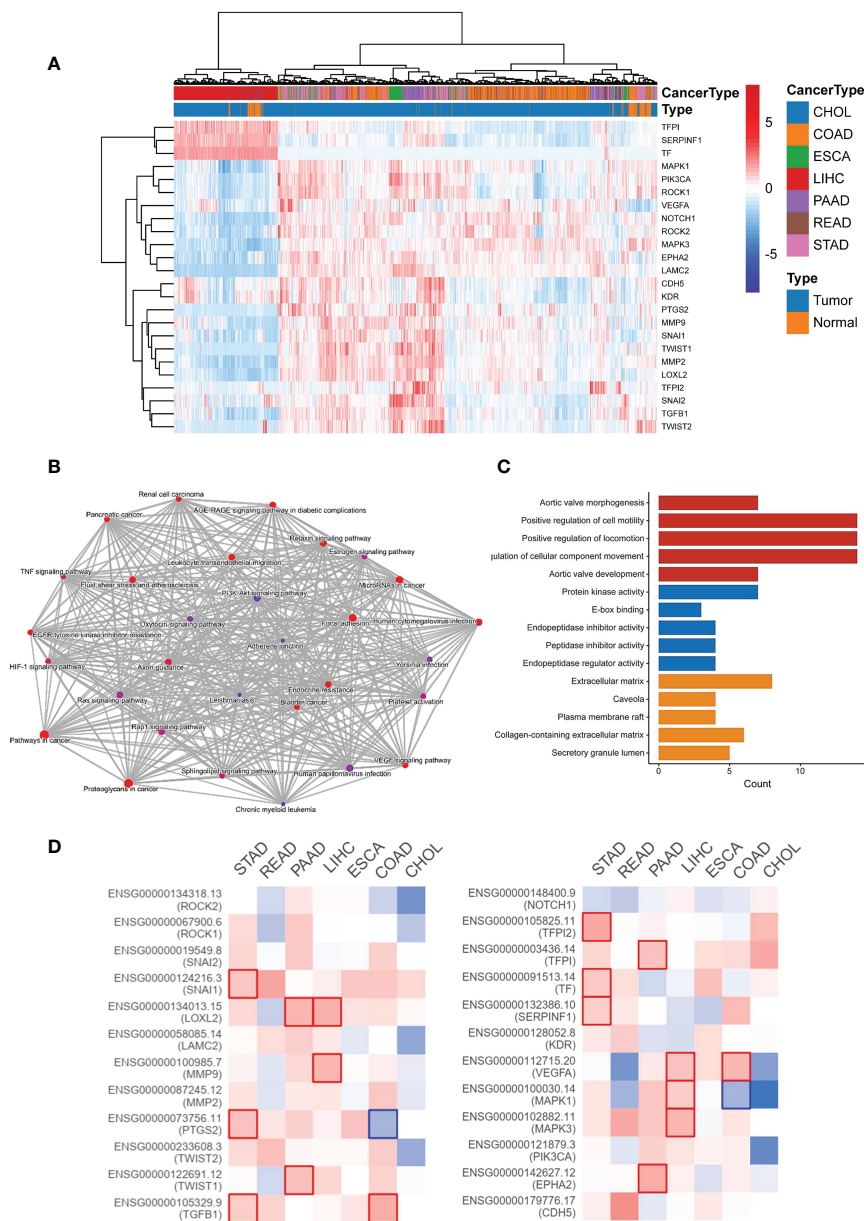 A
CancerType
Type
TFPI
SERPINF1
TF
MAPK1
PIK3CA
ROCK1
VEGFA
NOTCH1
ROCK2
MAPK3
EPHA2
LAMC2
CDH5
KDR
PTGS2
MMP9
SNAI1
TWIST1
MMP2
LOXL2
TFPI2
SNAI2
TGFB1
TWIST2
5
0
-5
CancerType
CHOL
COAD
ESCA
LIHC
PAAD
READ
STAD
Type
Tumor
Normal
B
Renal cell carcinoma
AGE-RAGE signaling pathway in diabetic complications
Pancreatic cancer
Relaxin signaling pathway
Estrogen signaling pathway
Leukocyte transendothelial migration
TNF signaling pathway
Fluid shear stress and atherosclerosis
MicroRNAs in cancer
PI3K-Akt signaling pathway
Oxytocin signaling pathway
Focal adhesion
Human cytomegalovirus infection
EGFR tyrosine kinase inhibitor resistance
Adherens junction
HIF-1 signaling pathway
Axon guidance
Yersinia infection
Endocrine resistance
Ras signaling pathway
Leishmaniasis
Platelet activation
Bladder cancer
Rap1 signaling pathway
Pathways in cancer
VEGF signaling pathway
Sphingolipid signaling pathway
Human papillomavirus infection
Proteoglycans in cancer
Chronic myeloid leukemia
C
Aortic valve morphogenesis
Positive regulation of cell motility
Positive regulation of locomotion
gulation of cellular component movement
Aortic valve development
Protein kinase activity
E-box binding
Endopeptidase inhibitor activity
Peptidase inhibitor activity
Endopeptidase regulator activity
Extracellular matrix
Caveola
Plasma membrane raft
Collagen-containing extracellular matrix
Secretory granule lumen
0 5 10
Count
D
STAD READ PAAD LIHC ESCA COAD CHOL
ENSG00000134318.13
(ROCK2)
ENSG00000067900.6
(ROCK1)
ENSG00000019549.8
(SNAI2)
ENSG00000124216.3
(SNAI1)
ENSG00000134013.15
(LOXL2)
ENSG00000058085.14
(LAMC2)
ENSG00000100985.7
(MMP9)
ENSG00000087245.12
(MMP2)
ENSG00000073756.11
(PTGS2)
ENSG00000233608.3
(TWIST2)
ENSG00000122691.12
(TWIST1)
ENSG00000105329.9
(TGFB1)
STAD READ PAAD LIHC ESCA COAD CHOL
ENSG00000148400.9
(NOTCH1)
ENSG00000105825.11
(TFPI2)
ENSG00000003436.14
(TFPI)
ENSG00000091513.14
(TF)
ENSG00000132386.10
(SERPINF1)
ENSG00000128052.8
(KDR)
ENSG00000112715.20
(VEGFA)
ENSG00000100030.14
(MAPK1)
ENSG00000102882.11
(MAPK3)
ENSG00000121879.3
(PIK3CA)
ENSG00000142627.12
(EPHA2)
ENSG00000179776.17
(CDH5)